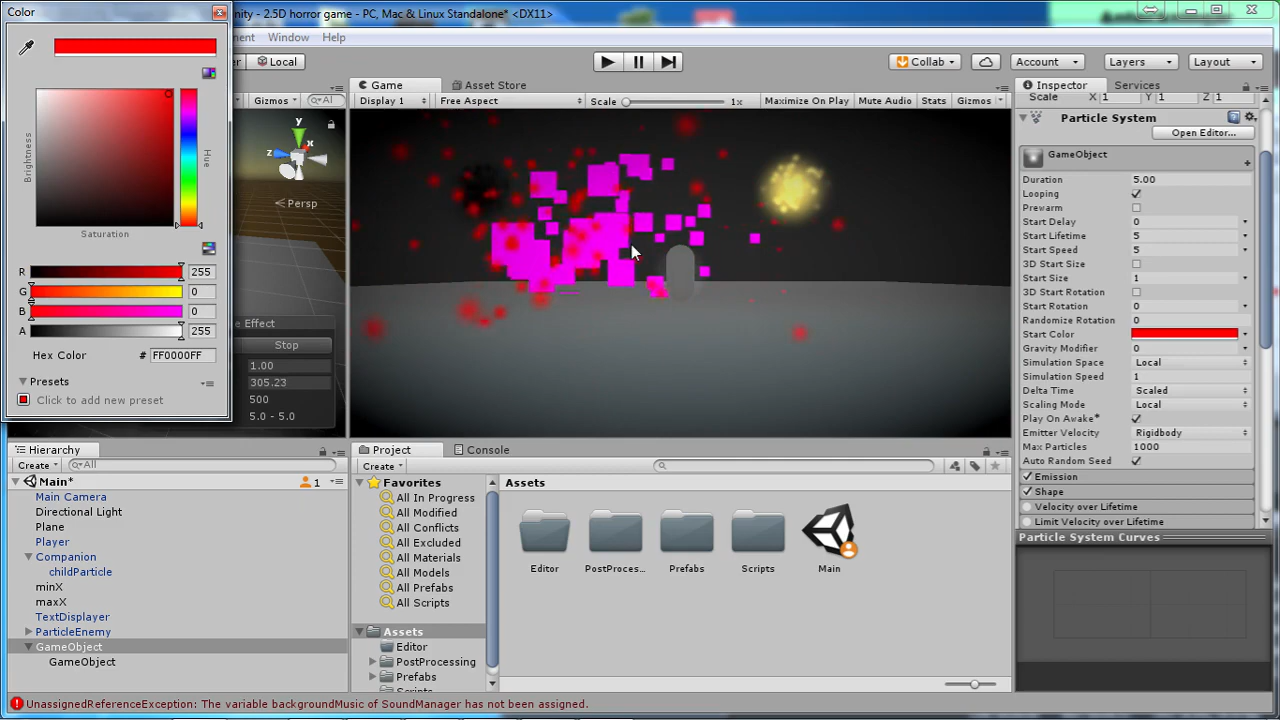 Color
nity - 2.5D horror game - PC, Mac & Linux Standalone* <DX11>
ment Window Help
Local
Collab
Account
Layers
Layout
Game
Asset Store
Inspector
Services
Gizmos
All
Display 1
Free Aspect
Scale
1x
Maximize On Play
Mute Audio
Stats
Gizmos
Scale X 1 Y 1 Z 1
Particle System
Open Editor...
GameObject
Duration 5.00
Looping
Prewarm
Start Delay 0
Start Lifetime 5
Start Speed 5
3D Start Size
Start Size 1
3D Start Rotation
Start Rotation 0
Randomize Rotation 0
Start Color
Gravity Modifier 0
Simulation Space Local
Simulation Speed 1
Delta Time Scaled
Scaling Mode Local
Play On Awake*
Emitter Velocity Rigidbody
Max Particles 1000
Auto Random Seed
Emission
Shape
Velocity over Lifetime
Limit Velocity over Lifetime
Particle System Curves
Brightness
Hue
Saturation
R 255
G 0
B 0
A 255
Hex Color # FF0000FF
Presets
Click to add new preset
y
x
z
Persp
e Effect
Stop
1.00
305.23
500
5.0 - 5.0
Hierarchy
Create
All
Main*
1
Main Camera
Directional Light
Plane
Player
Companion
childParticle
minX
maxX
TextDisplayer
ParticleEnemy
GameObject
GameObject
Project
Console
Create
Favorites
All In Progress
All Modified
All Conflicts
All Excluded
All Materials
All Models
All Prefabs
All Scripts
Assets
Editor
PostProcessing
Prefabs
Scripts
Assets
Editor
PostProces...
Prefabs
Scripts
Main
UnassignedReferenceException: The variable backgroundMusic of SoundManager has not been assigned.